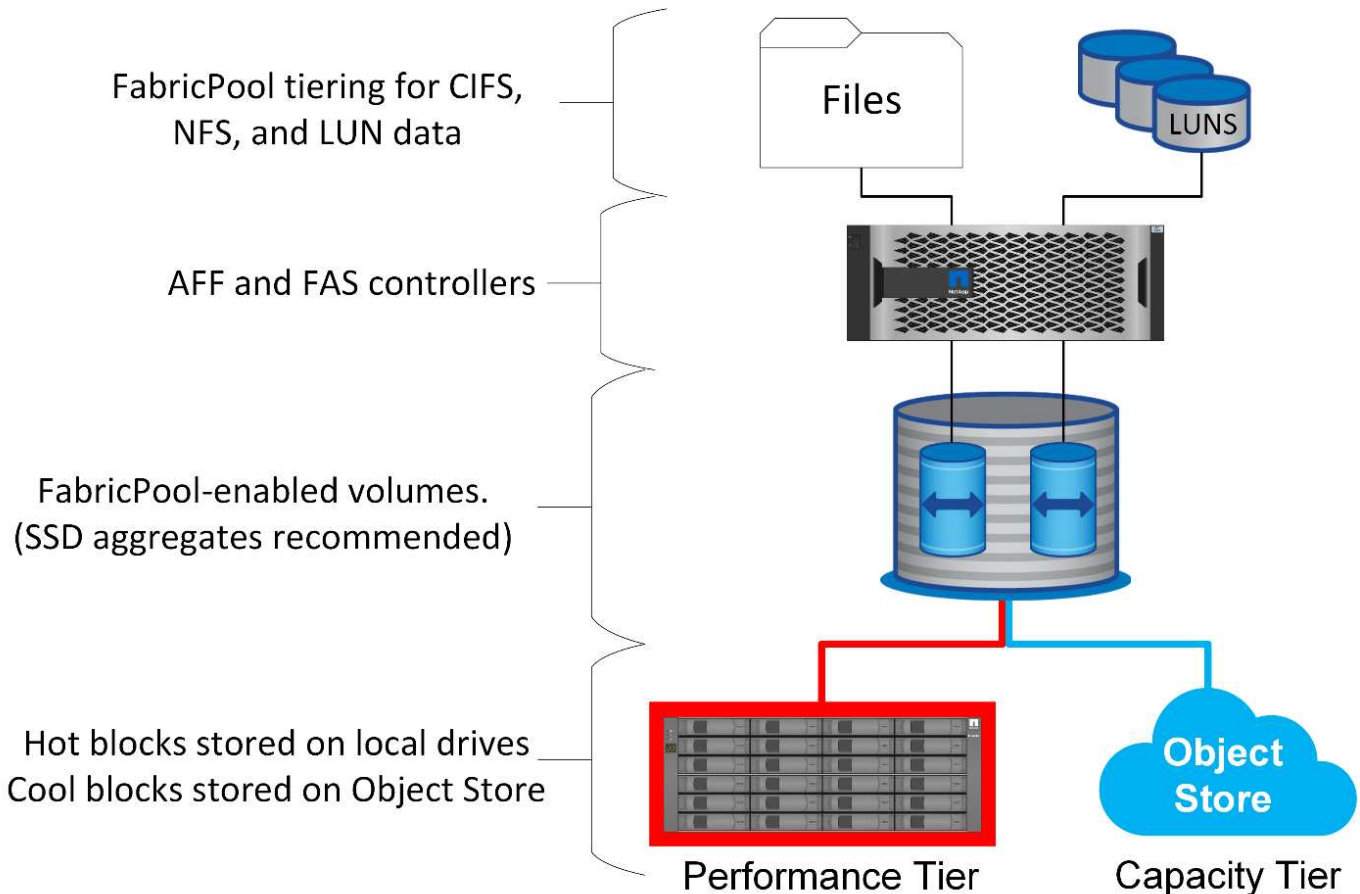 FabricPool tiering for CIFS,
NFS, and LUN data
Files
LUNS
AFF and FAS controllers
NetApp
FabricPool-enabled volumes.
(SSD aggregates recommended)
Hot blocks stored on local drives
Cool blocks stored on Object Store
Object
Store
Performance Tier
Capacity Tier